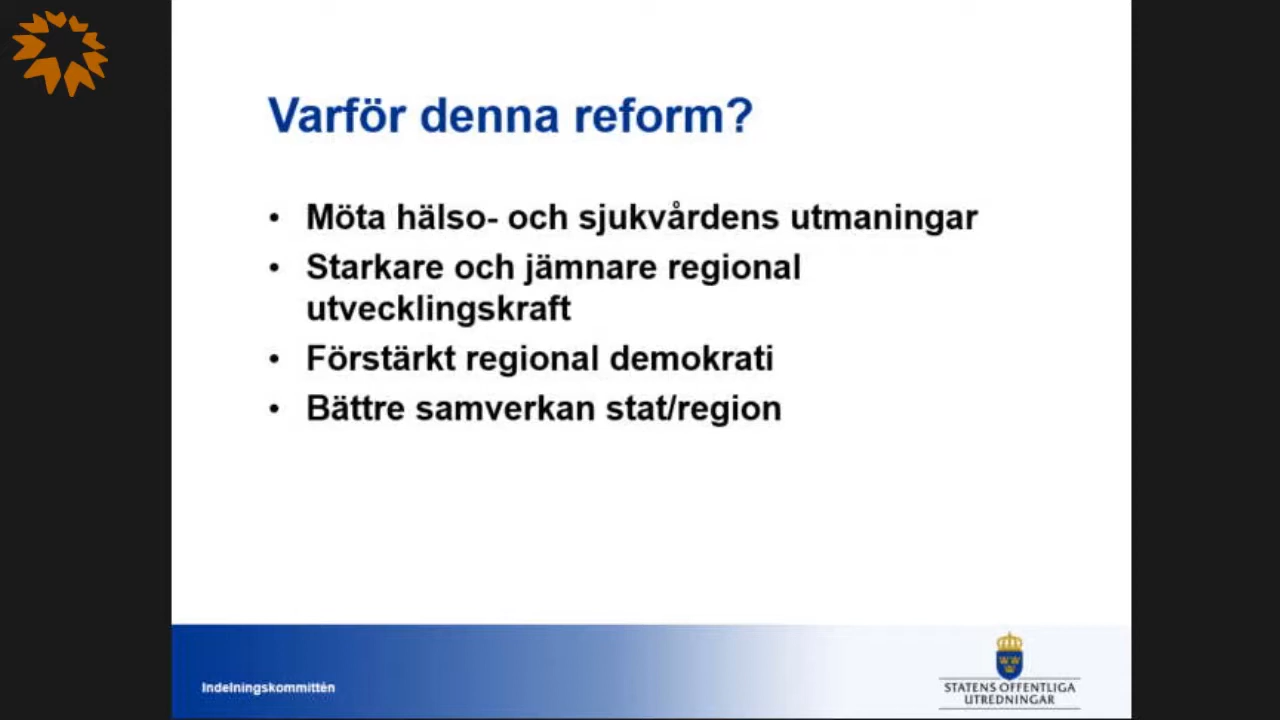 Varför denna reform?
• Möta hälso- och sjukvårdens utmaningar
• Starkare och jämnare regional
utvecklingskraft
• Förstärkt regional demokrati
• Bättre samverkan stat/region
Indelningskommittén
STATENS OFFENTLIGA
UTREDNINGAR